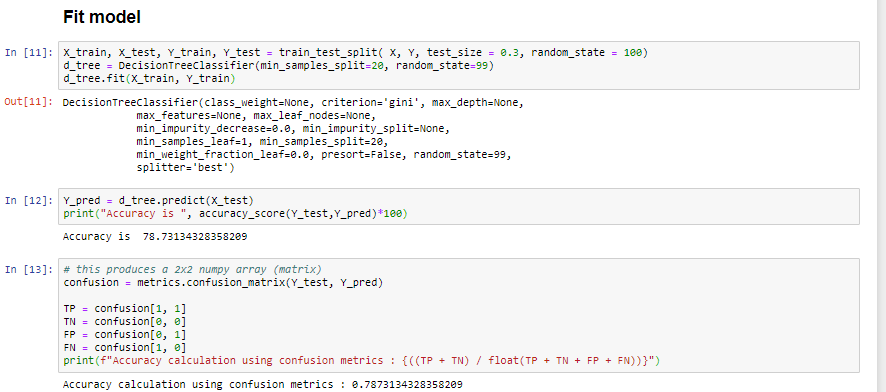 Fit model
In [11]: X_train, X_test, Y_train, Y_test = train_test_split( X, Y, test_size = 0.3, random_state = 100)
d_tree = DecisionTreeClassifier(min_samples_split=20, random_state=99)
d_tree.fit(X_train, Y_train)
Out[11]: DecisionTreeClassifier(class_weight=None, criterion='gini', max_depth=None,
max_features=None, max_leaf_nodes=None,
min_impurity_decrease=0.0, min_impurity_split=None,
min_samples_leaf=1, min_samples_split=20,
min_weight_fraction_leaf=0.0, presort=False, random_state=99,
splitter='best')
In [12]: Y_pred = d_tree.predict(X_test)
print("Accuracy is ", accuracy_score(Y_test,Y_pred)*100)
Accuracy is  78.73134328358209
In [13]: # this produces a 2x2 numpy array (matrix)
confusion = metrics.confusion_matrix(Y_test, Y_pred)
TP = confusion[1, 1]
TN = confusion[0, 0]
FP = confusion[0, 1]
FN = confusion[1, 0]
print(f"Accuracy calculation using confusion metrics : {((TP + TN) / float(TP + TN + FP + FN))}")
Accuracy calculation using confusion metrics : 0.7873134328358209